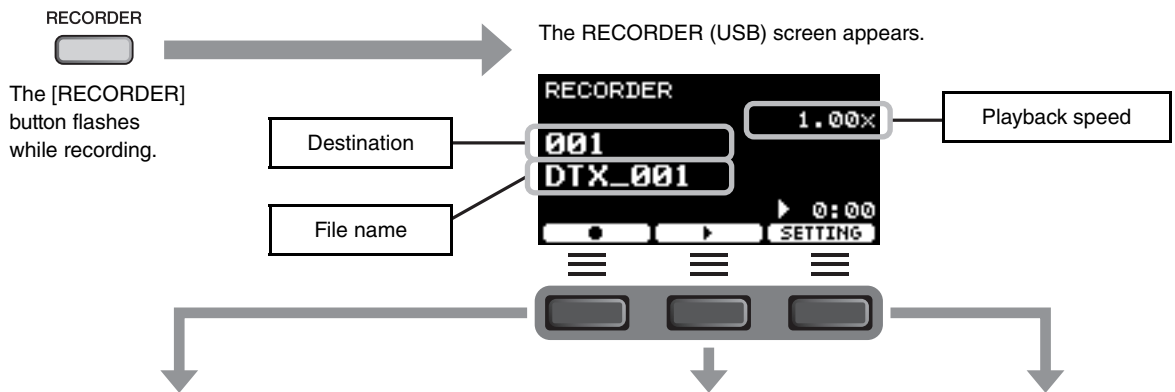 RECORDER
The [RECORDER]
button flashes
while recording.
The RECORDER (USB) screen appears.
RECORDER
1.00x
001
DTX_001
0:00
SETTING
Destination
File name
Playback speed